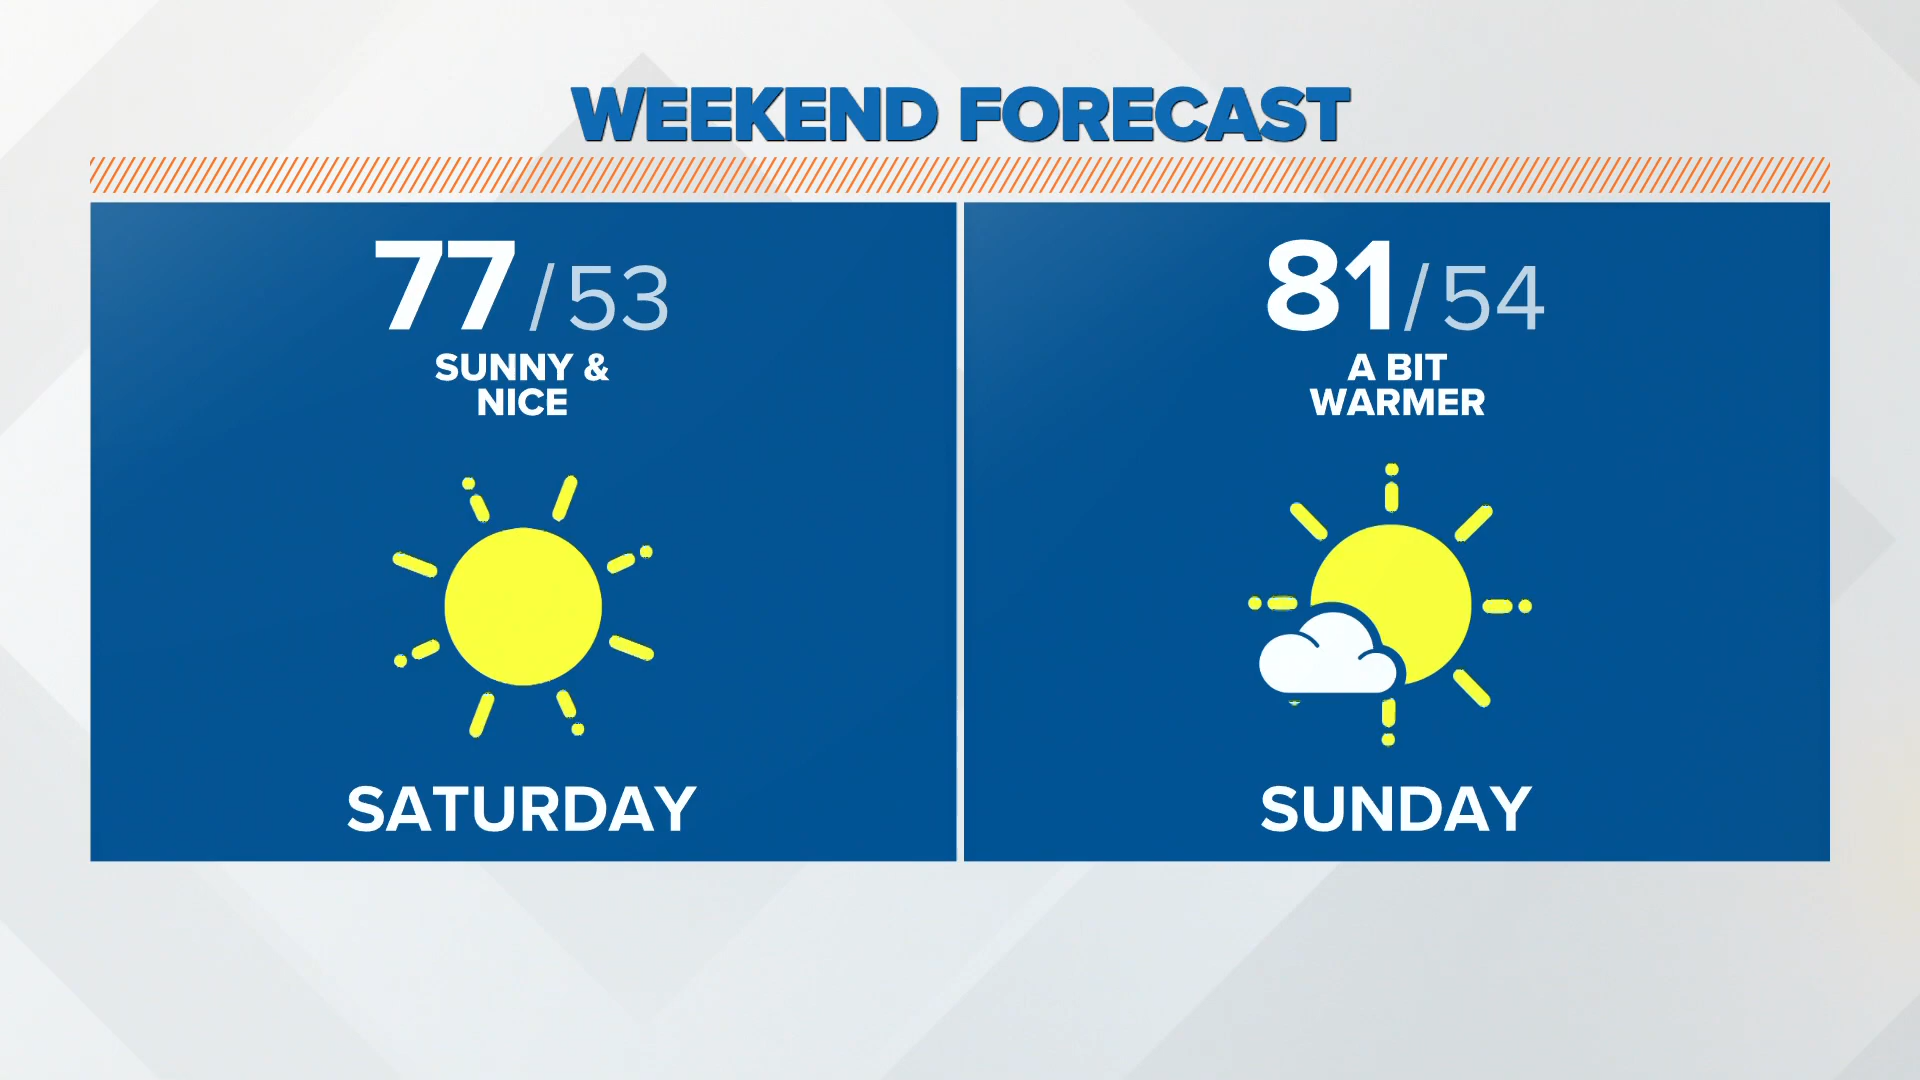 WEEKEND FORECAST
77/53
SUNNY &
NICE
SATURDAY
81/54
A BIT
WARMER
SUNDAY